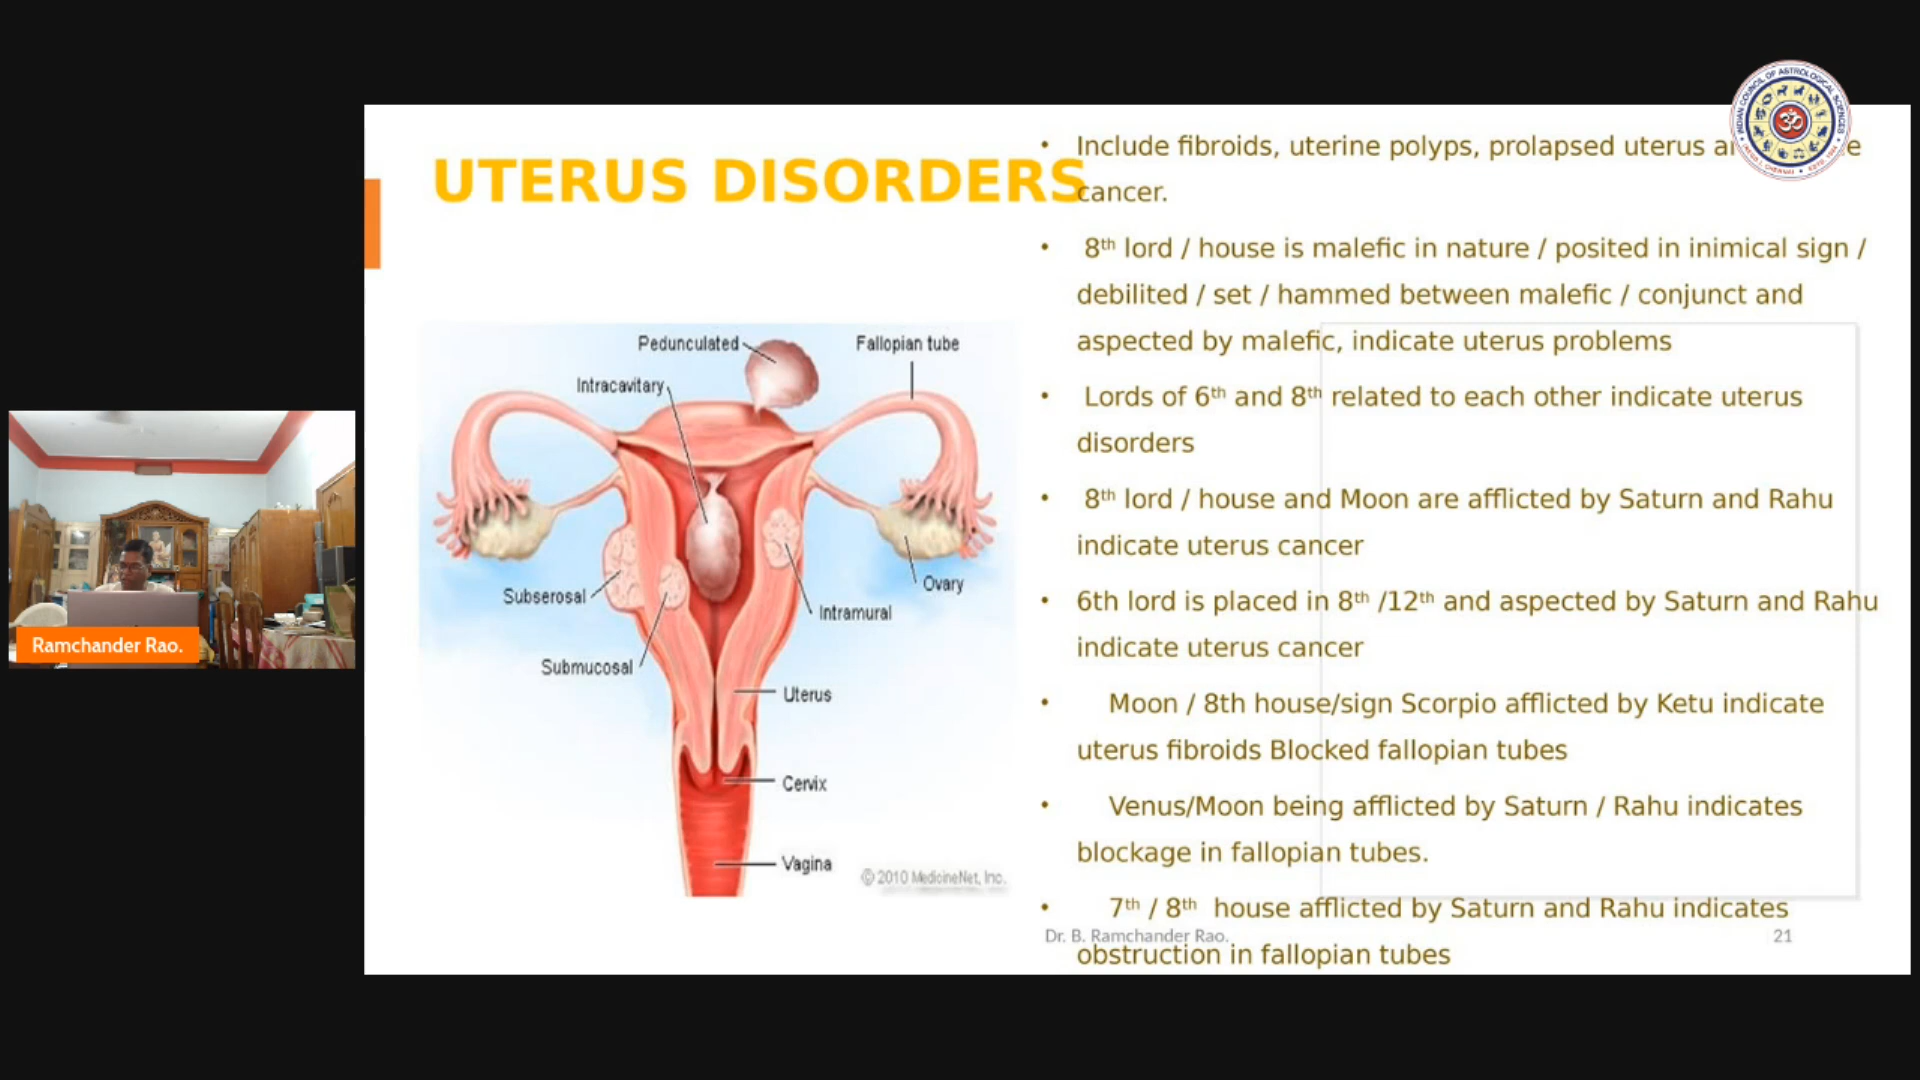 UTERUS DISORDERS
• Include fibroids, uterine polyps, prolapsed uterus
cancer.
• 8th lord / house is malefic in nature / posited in inimical sign /
debilited / set / hammed between malefic / conjunct and
aspected by malefic, indicate uterus problems
• Lords of 6th and 8th related to each other indicate uterus
disorders
• 8th lord / house and Moon are afflicted by Saturn and Rahu
indicate uterus cancer
• 6th lord is placed in 8th /12th and aspected by Saturn and Rahu
indicate uterus cancer
• Moon / 8th house/sign Scorpio afflicted by Ketu indicate
uterus fibroids Blocked fallopian tubes
• Venus/Moon being afflicted by Saturn / Rahu indicates
blockage in fallopian tubes.
• 7th / 8th house afflicted by Saturn and Rahu indicates
obstruction in fallopian tubes
Pedunculated
Fallopian tube
Intracavitary
Subserosal
Ovary
Intramural
Submucosal
Uterus
Cervix
Vagina
© 2010 MedicineNet, Inc.
Dr. B. Ramchander Rao.
21
Ramchander Rao.
INDIAN COUNCIL OF ASTROLOGICAL SCIENCES
ॐ